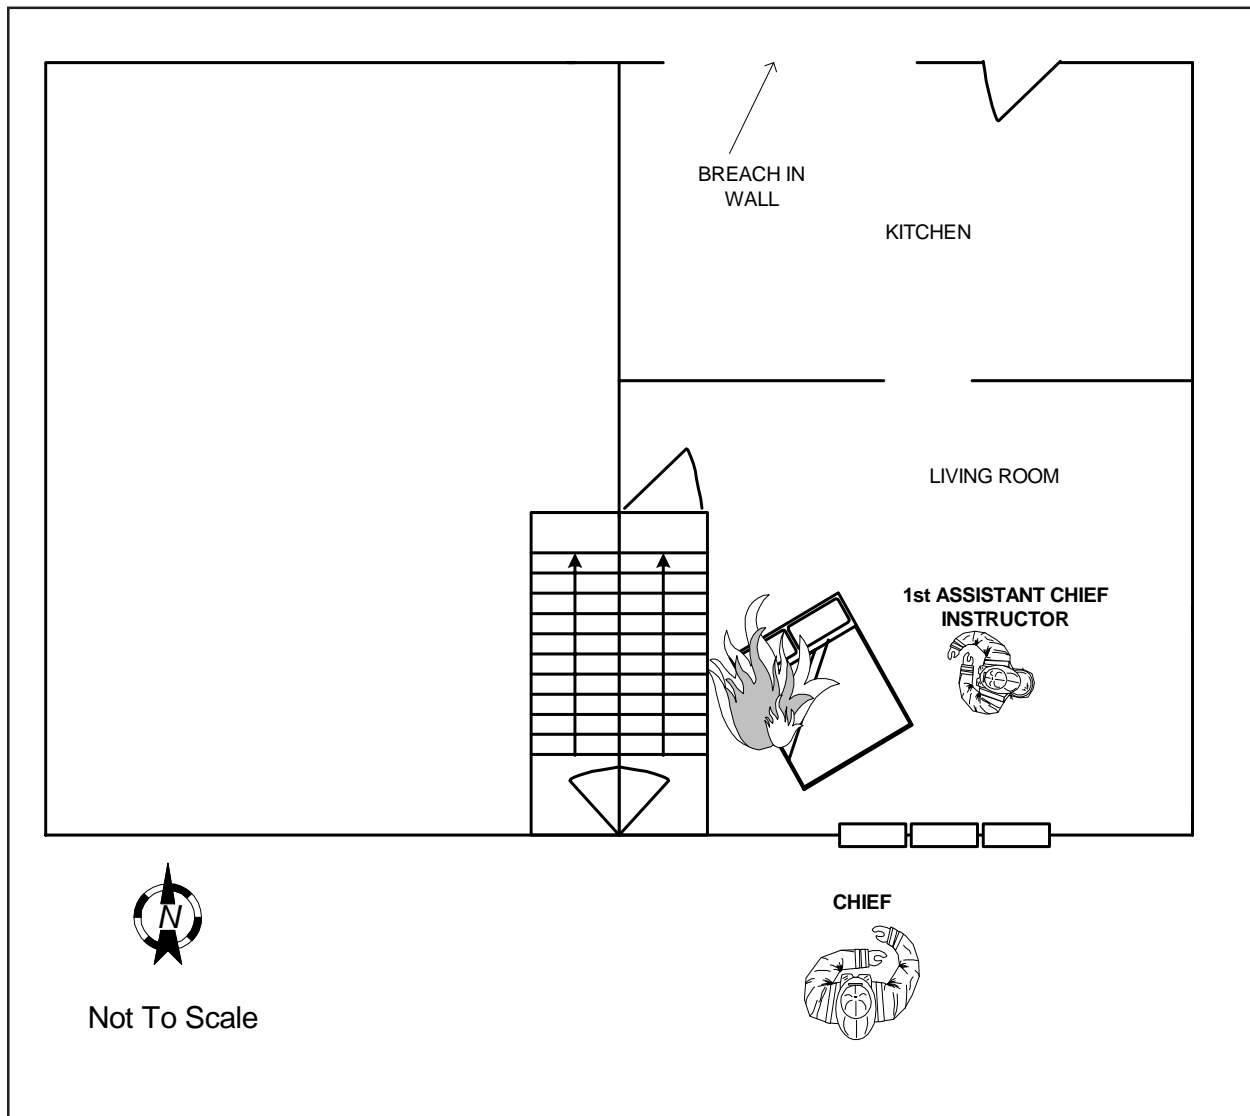 BREACH IN
WALL
KITCHEN
LIVING ROOM
1st ASSISTANT CHIEF
INSTRUCTOR
CHIEF
N
Not To Scale